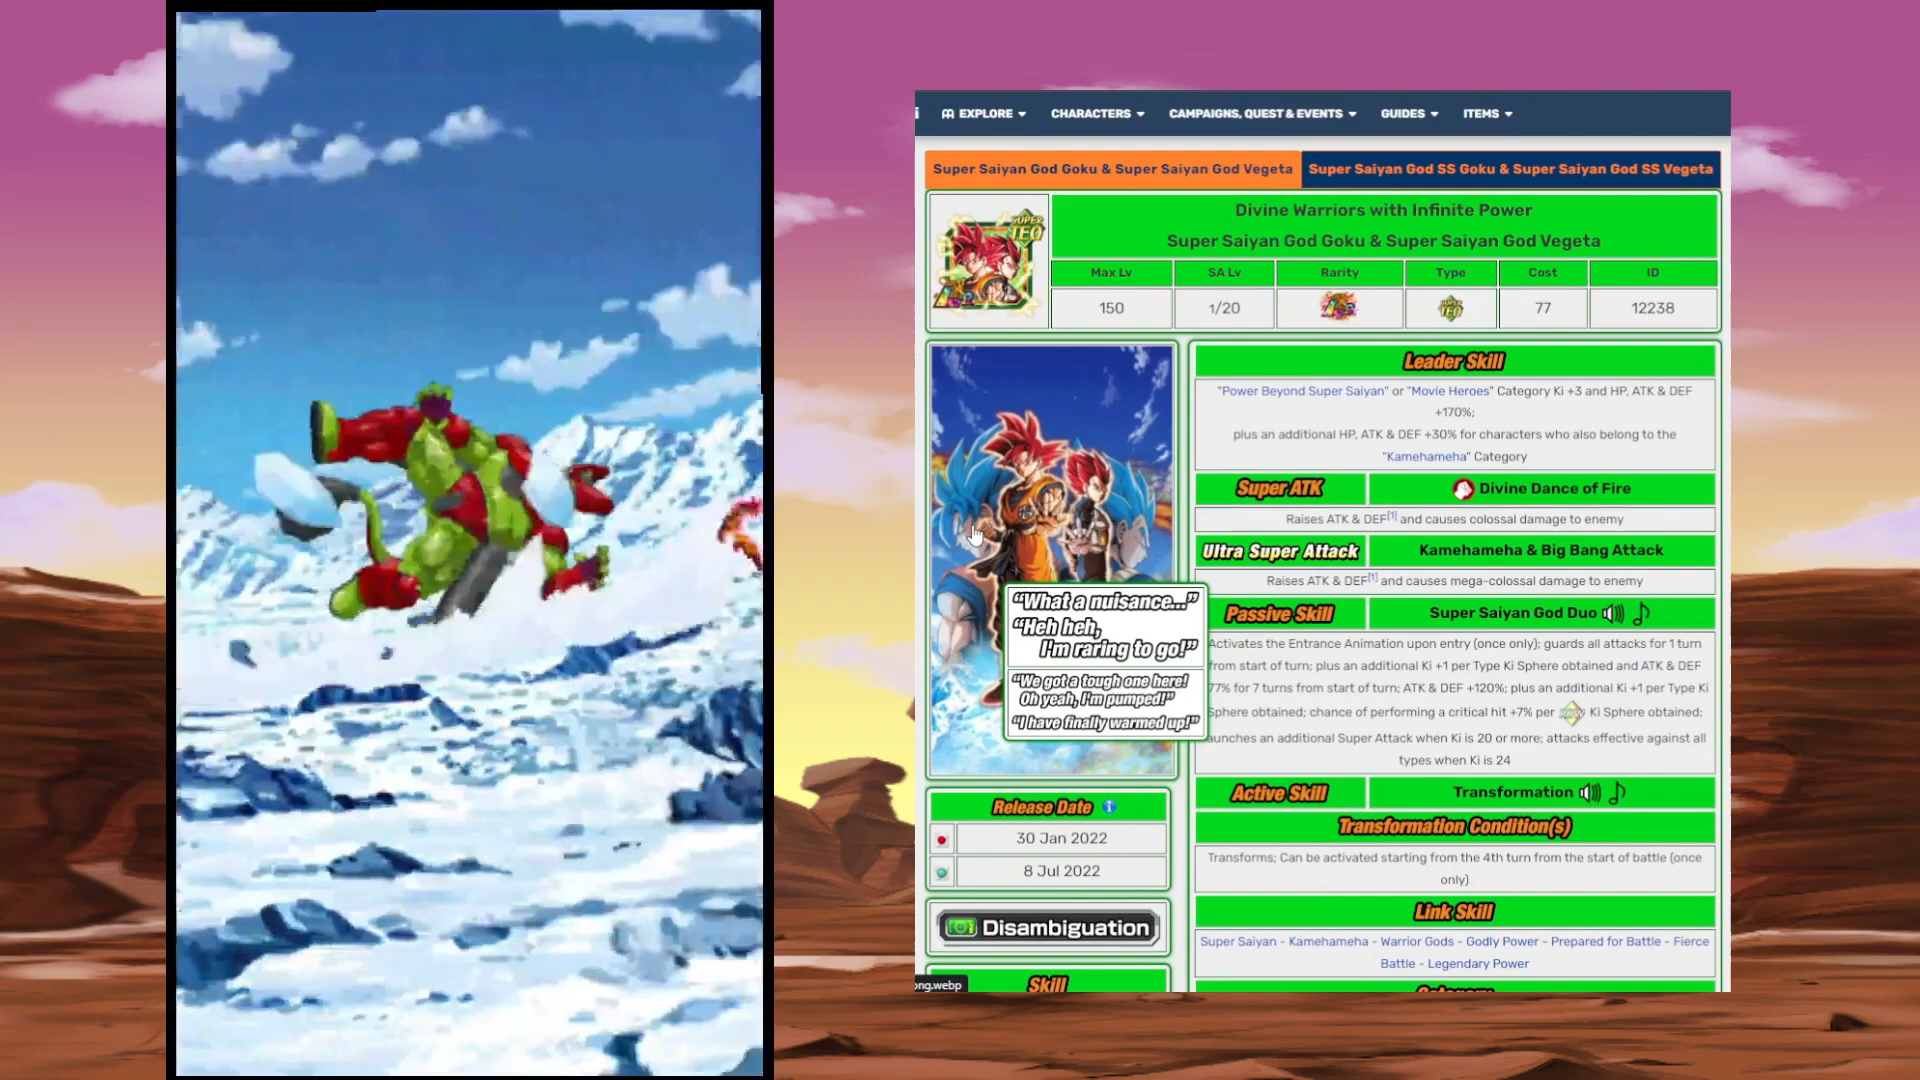 i EXPLORE CHARACTERS CAMPAIGNS, QUEST & EVENTS GUIDES ITEMS
Super Saiyan God Goku & Super Saiyan God Vegeta
Super Saiyan God SS Goku & Super Saiyan God SS Vegeta
SUPER TEQ
LR
Divine Warriors with Infinite Power
Super Saiyan God Goku & Super Saiyan God Vegeta
Max Lv SA Lv Rarity Type Cost ID
150 1/20 LR SUPER TEQ 77 12238
Leader Skill
"Power Beyond Super Saiyan" or "Movie Heroes" Category Ki +3 and HP, ATK & DEF
+170%;
plus an additional HP, ATK & DEF +30% for characters who also belong to the
"Kamehameha" Category
Super ATK Divine Dance of Fire
Raises ATK & DEF[1] and causes colossal damage to enemy
Ultra Super Attack Kamehameha & Big Bang Attack
Raises ATK & DEF[1] and causes mega-colossal damage to enemy
Passive Skill Super Saiyan God Duo
Activates the Entrance Animation upon entry (once only); guards all attacks for 1 turn
from start of turn; plus an additional Ki +1 per Type Ki Sphere obtained and ATK & DEF
77% for 7 turns from start of turn; ATK & DEF +120%; plus an additional Ki +1 per Type Ki
Sphere obtained; chance of performing a critical hit +7% per Ki Sphere obtained;
aunches an additional Super Attack when Ki is 20 or more; attacks effective against all
types when Ki is 24
Active Skill Transformation
Transformation Condition(s)
Transforms; Can be activated starting from the 4th turn from the start of battle (once
only)
Link Skill
Super Saiyan - Kamehameha - Warrior Gods - Godly Power - Prepared for Battle - Fierce
Battle - Legendary Power
Category
“What a nuisance...”
“Heh heh,
I'm raring to go!”
“We got a tough one here!
Oh yeah, I'm pumped!”
“I have finally warmed up!”
Release Date i
30 Jan 2022
8 Jul 2022
Disambiguation
Skill
ong.webp